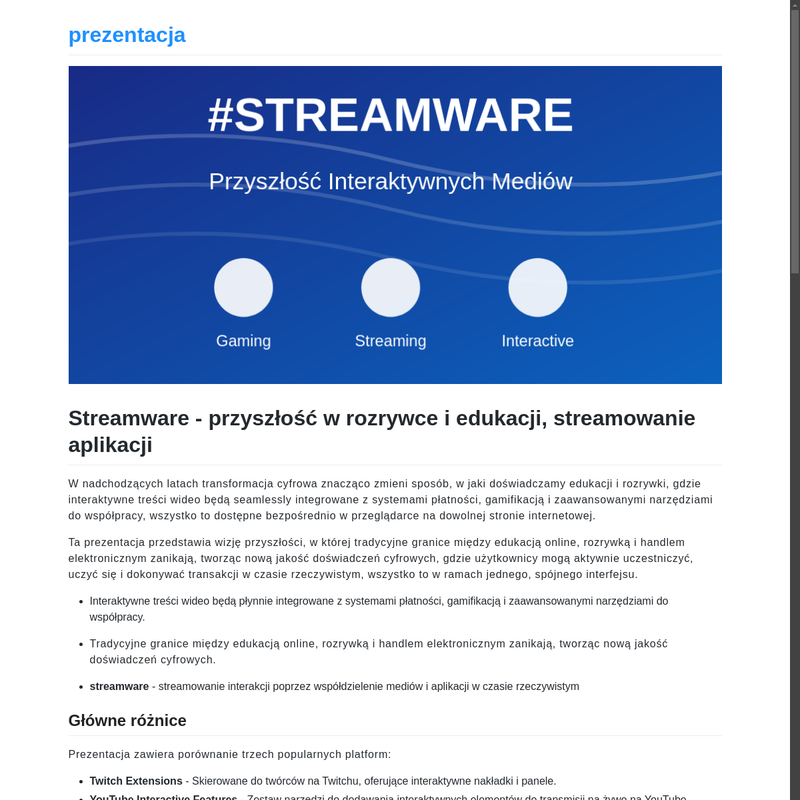 prezentacja
#STREAMWARE
Przyszłość Interaktywnych Mediów
Gaming
Streaming
Interactive
Streamware - przyszłość w rozrywce i edukacji, streamowanie
aplikacji
W nadchodzących latach transformacja cyfrowa znacząco zmieni sposób, w jaki doświadczamy edukacji i rozrywki, gdzie
interaktywne treści wideo będą seamlessly integrowane z systemami płatności, gamifikacją i zaawansowanymi narzędziami
do współpracy, wszystko to dostępne bezpośrednio w przeglądarce na dowolnej stronie internetowej.
Ta prezentacja przedstawia wizję przyszłości, w której tradycyjne granice między edukacją online, rozrywką i handlem
elektronicznym zanikają, tworząc nową jakość doświadczeń cyfrowych, gdzie użytkownicy mogą aktywnie uczestniczyć,
uczyć się i dokonywać transakcji w czasie rzeczywistym, wszystko to w ramach jednego, spójnego interfejsu.
• Interaktywne treści wideo będą płynnie integrowane z systemami płatności, gamifikacją i zaawansowanymi narzędziami do
współpracy.
• Tradycyjne granice między edukacją online, rozrywką i handlem elektronicznym zanikają, tworząc nową jakość
doświadczeń cyfrowych.
• streamware - streamowanie interakcji poprzez współdzielenie mediów i aplikacji w czasie rzeczywistym
Główne różnice
Prezentacja zawiera porównanie trzech popularnych platform:
• Twitch Extensions - Skierowane do twórców na Twitchu, oferujące interaktywne nakładki i panele.
• YouTube Interactive Features - Zestaw narzędzi do dodawania interaktywnych elementów do transmisji na żywo na YouTube.